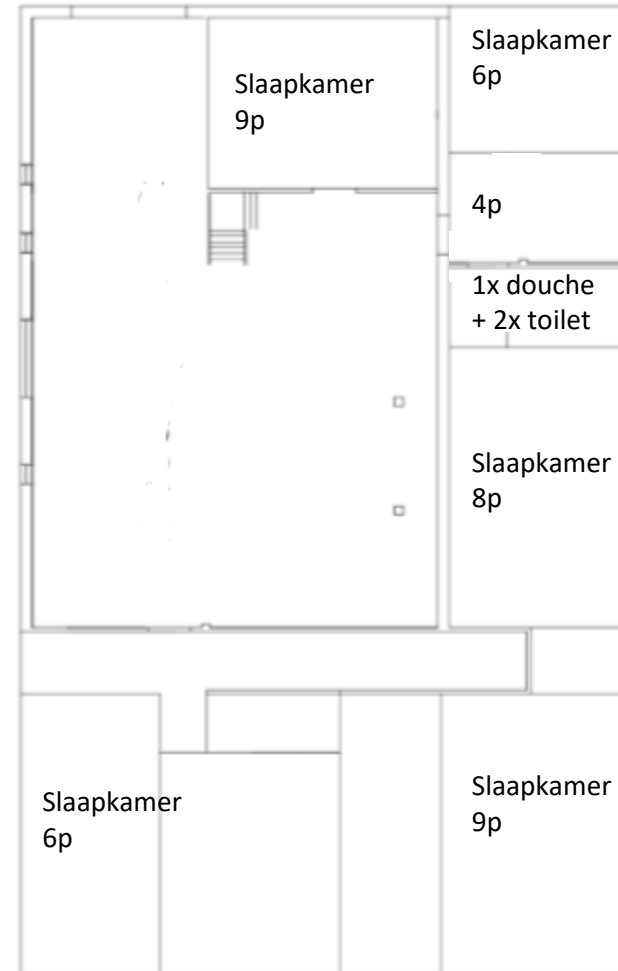 Slaapkamer
6p
Slaapkamer
9p
4p
1x douche
+ 2x toilet
Slaapkamer
8p
Slaapkamer
6p
Slaapkamer
9p